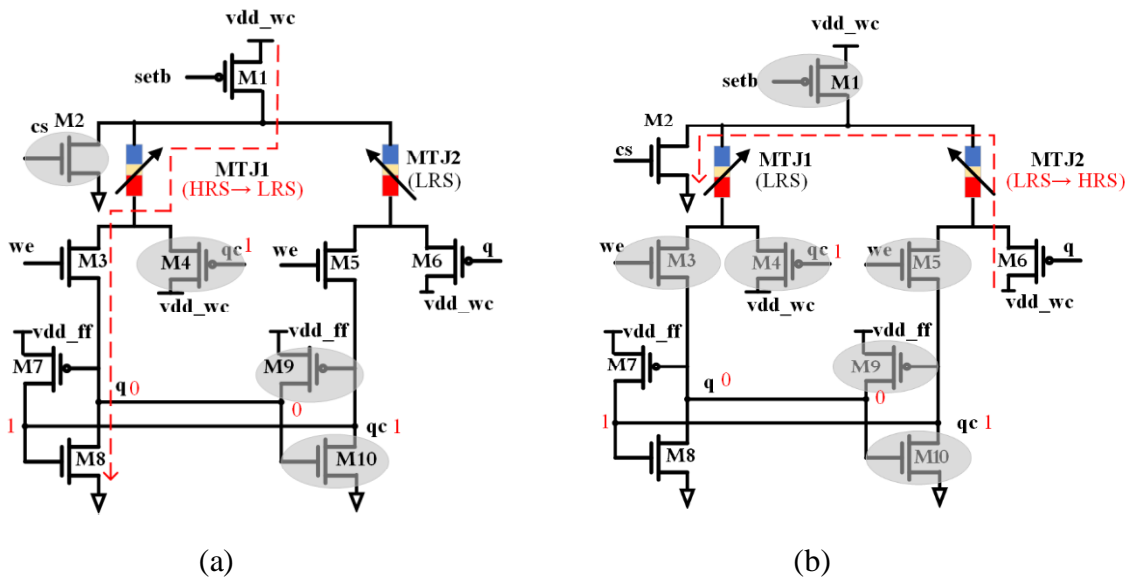 vdd_wc
setb
M1
cs
M2
MTJ1
(HRS→ LRS)
MTJ2
(LRS)
we
M3
M4
qc
1
vdd_wc
we
M5
M6
q
vdd_wc
vdd_ff
M7
vdd_ff
M9
q
0
0
1
qc 1
M8
M10
(a)
vdd_wc
setb
M1
M2
cs
MTJ1
(LRS)
MTJ2
(LRS→ HRS)
we
M3
M4
qc
1
vdd_wc
we
M5
M6
q
vdd_wc
vdd_ff
M7
vdd_ff
M9
q
0
0
1
qc 1
M8
M10
(b)